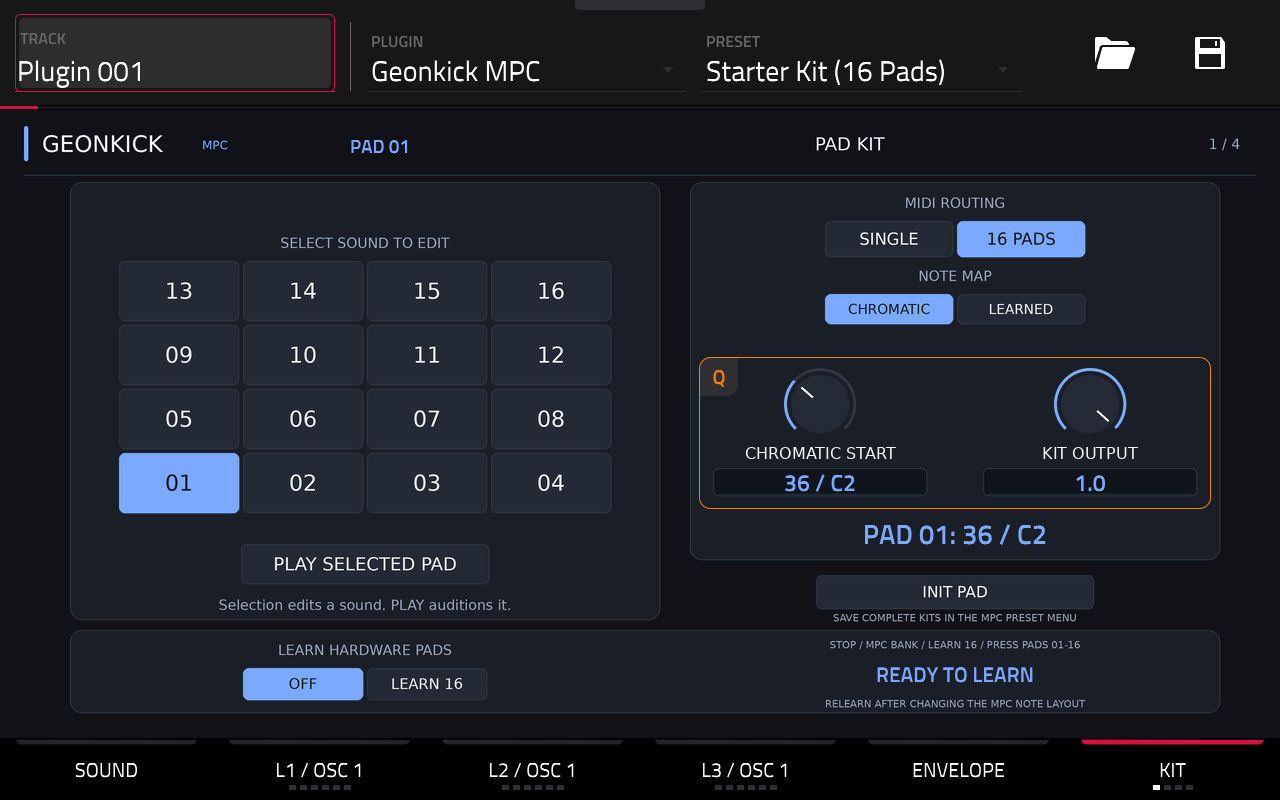 TRACK
Plugin 001
PLUGIN
Geonkick MPC
PRESET
Starter Kit (16 Pads)
GEONKICK
MPC
PAD 01
PAD KIT
1 / 4
SELECT SOUND TO EDIT
13 14 15 16
09 10 11 12
05 06 07 08
01 02 03 04
PLAY SELECTED PAD
Selection edits a sound. PLAY auditions it.
MIDI ROUTING
SINGLE 16 PADS
NOTE MAP
CHROMATIC LEARNED
Q
CHROMATIC START KIT OUTPUT
36 / C2 1.0
PAD 01: 36 / C2
INIT PAD
SAVE COMPLETE KITS IN THE MPC PRESET MENU
LEARN HARDWARE PADS
OFF LEARN 16
STOP / MPC BANK / LEARN 16 / PRESS PADS 01-16
READY TO LEARN
RELEARN AFTER CHANGING THE MPC NOTE LAYOUT
SOUND L1 / OSC 1 L2 / OSC 1 L3 / OSC 1 ENVELOPE KIT